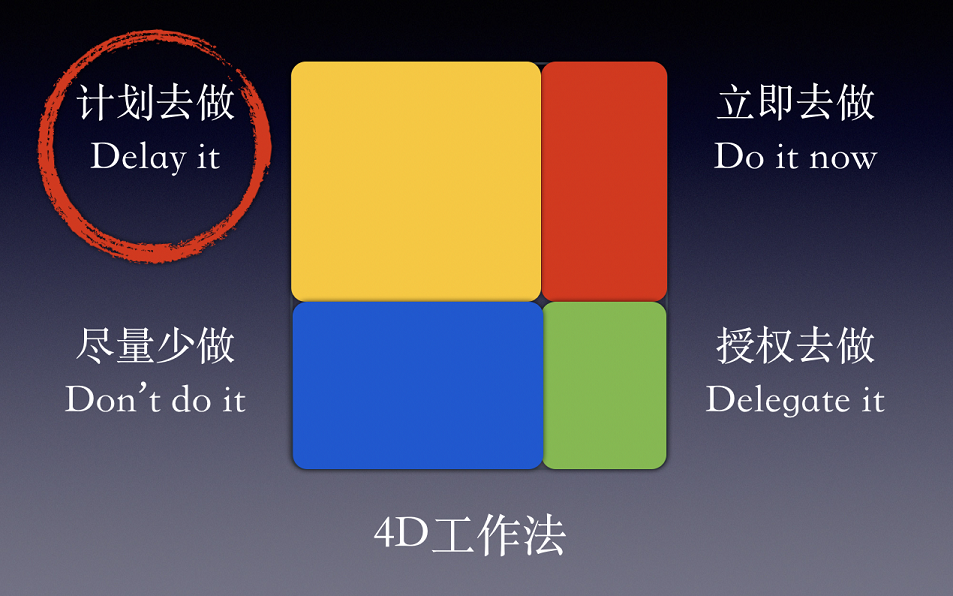 计划去做
Delay it
立即去做
Do it now
尽量少做
Don't do it
授权去做
Delegate it
4D工作法